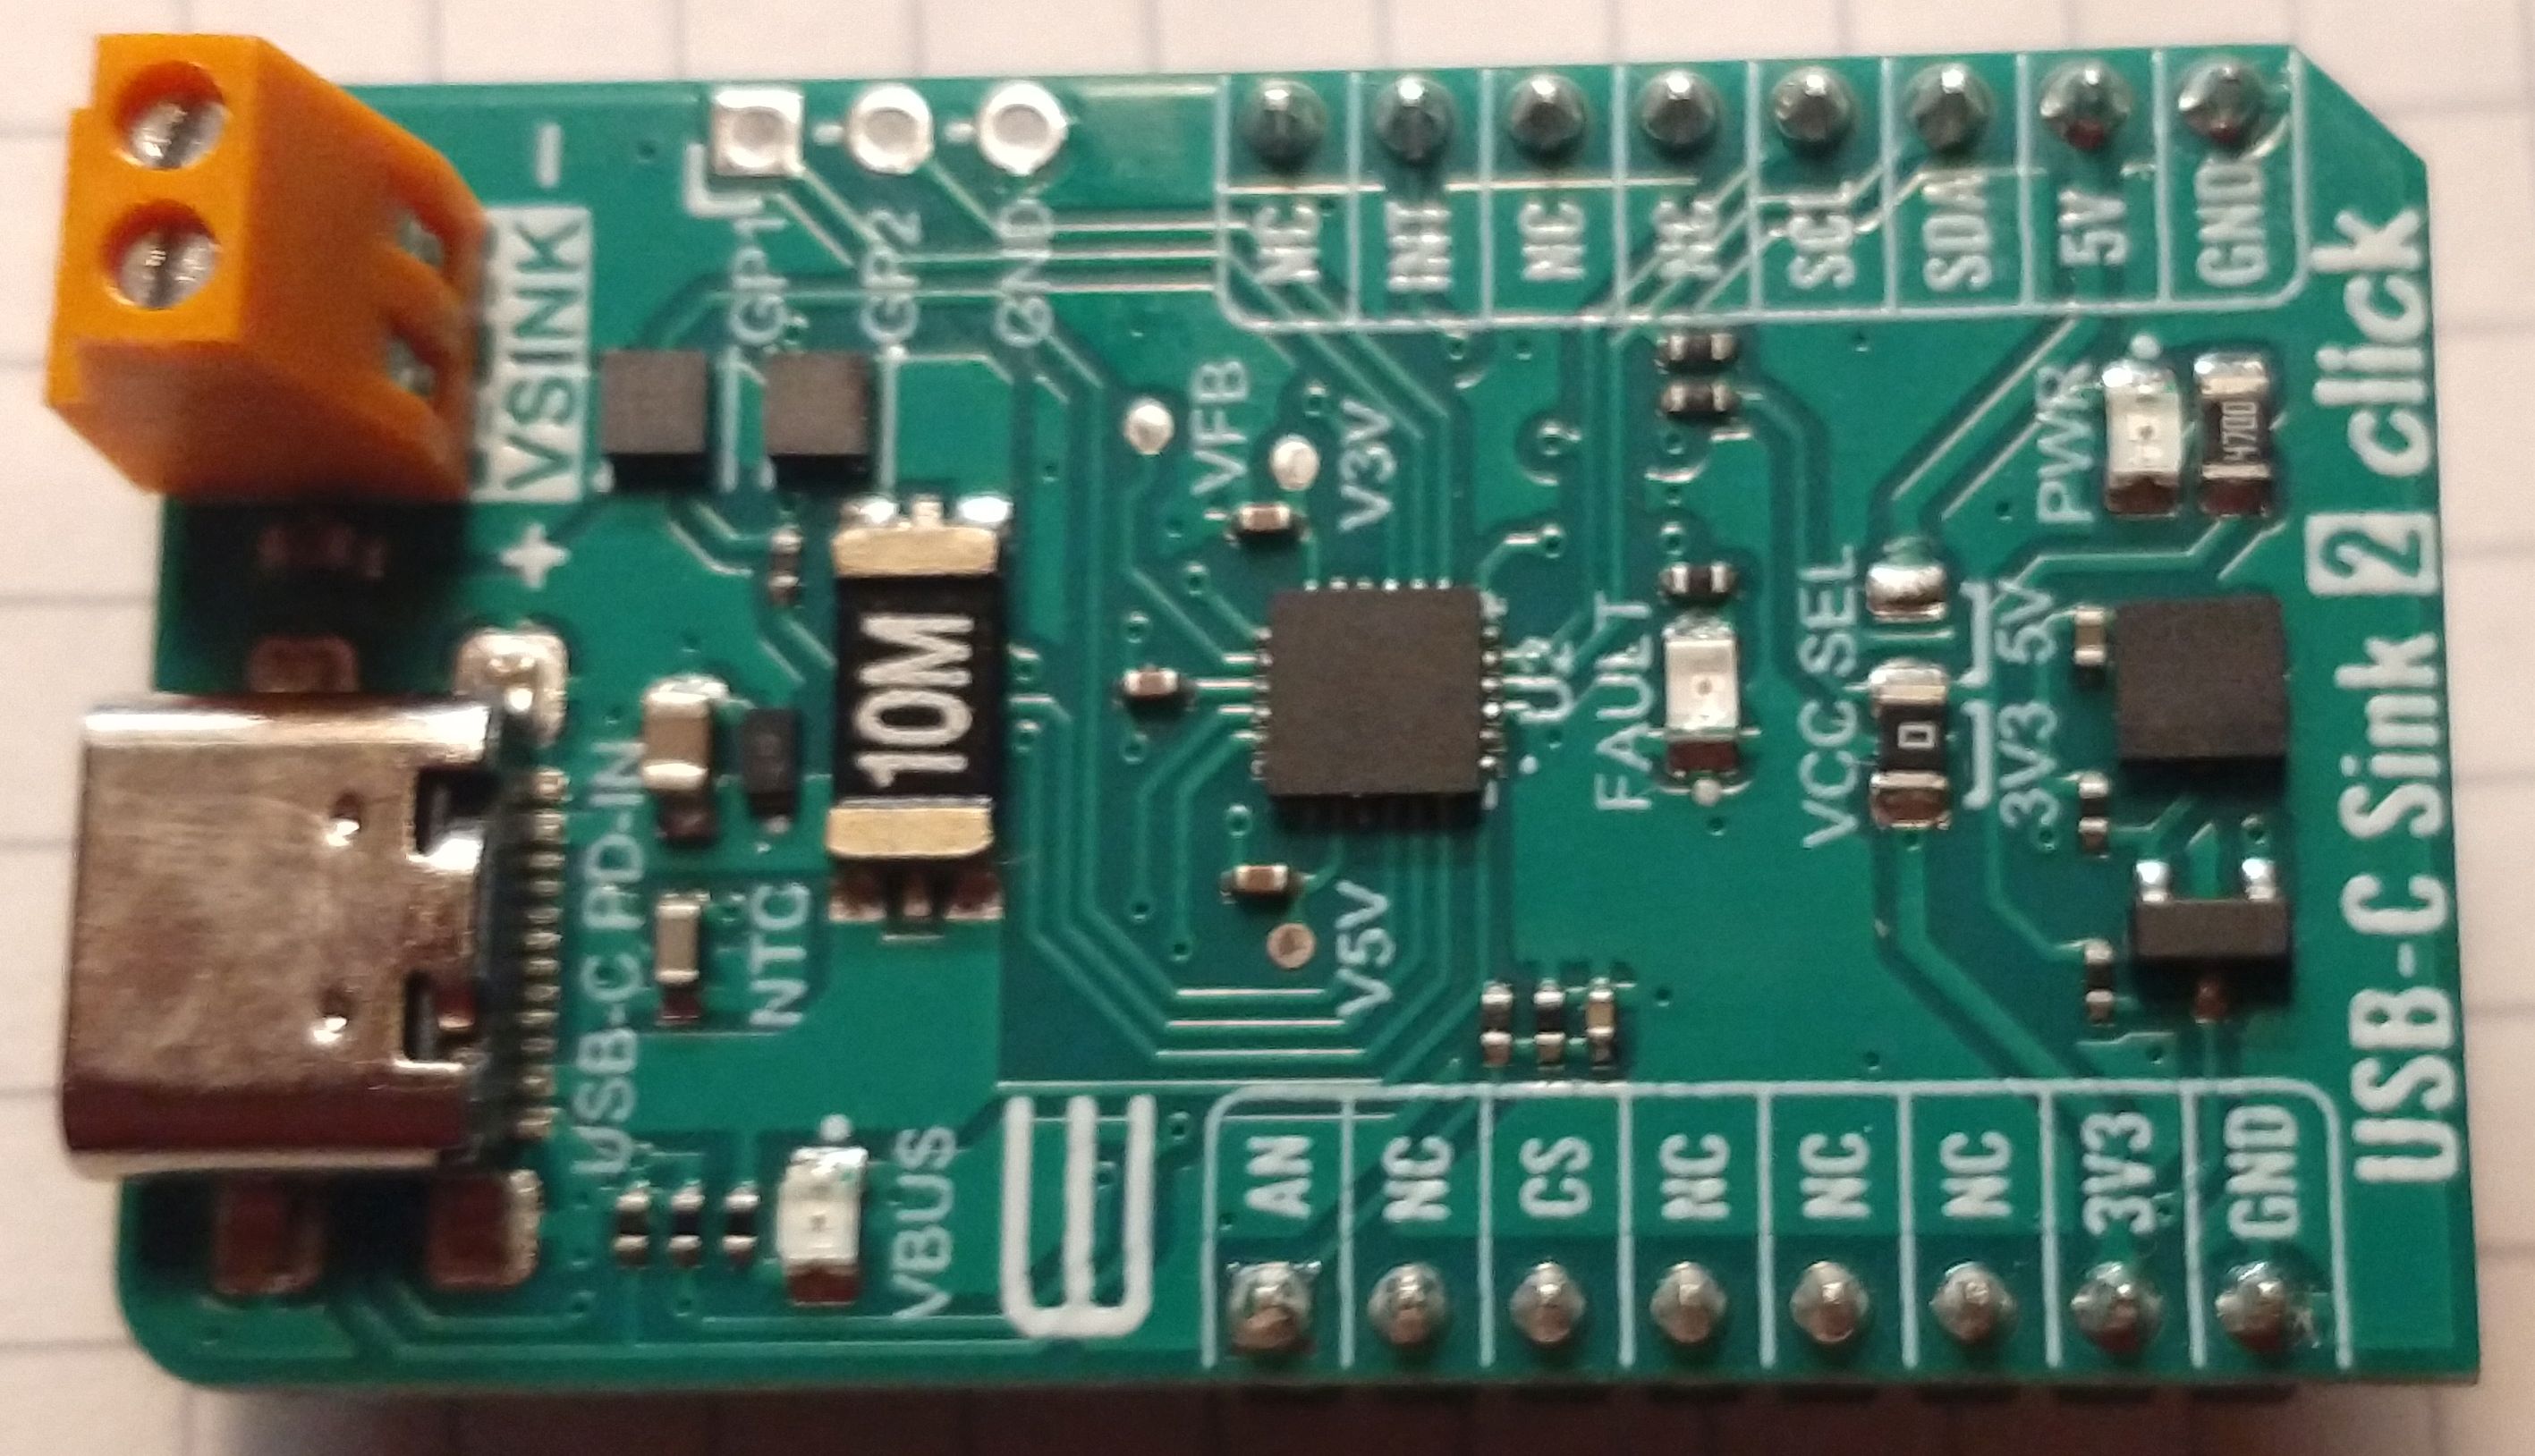 -
VSINK
+
GP1
GP2
GND
NC
INT
NC
NC
SCL
SDA
5V
GND
VFB
V3V
PWR
4700
10M
U2
FAULT
VCC SEL
3V3 5V
USB-C PD-IN
NTC
V5V
VBUS
0
AN
NC
CS
NC
NC
NC
3V3
GND
USB-C Sink 2 click